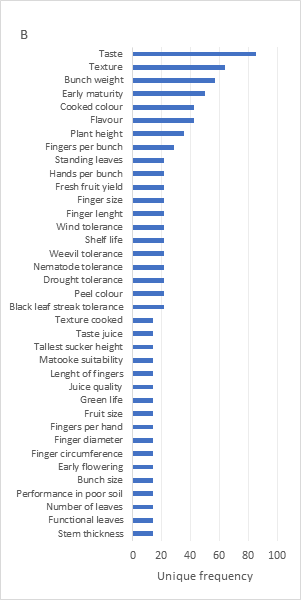 B
Taste
Texture
Bunch weight
Early maturity
Cooked colour
Flavour
Plant height
Fingers per bunch
Standing leaves
Hands per bunch
Fresh fruit yield
Finger size
Finger lenght
Wind tolerance
Shelf life
Weevil tolerance
Nematode tolerance
Drought tolerance
Peel colour
Black leaf streak tolerance
Texture cooked
Taste juice
Tallest sucker height
Matooke suitability
Lenght of fingers
Juice quality
Green life
Fruit size
Fingers per hand
Finger diameter
Finger circumference
Early flowering
Bunch size
Performance in poor soil
Number of leaves
Functional leaves
Stem thickness
0 20 40 60 80 100
Unique frequency